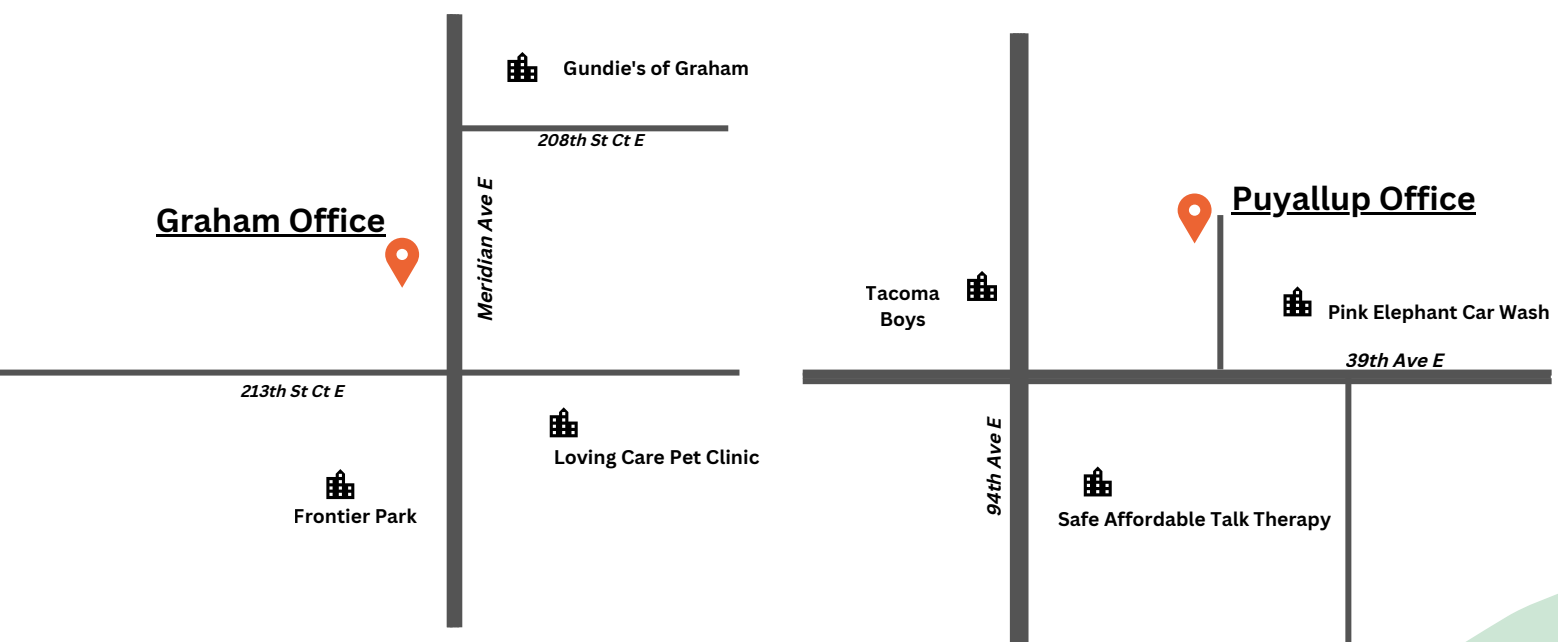 Gundie's of Graham
208th St Ct E
Meridian Ave E
Graham Office
213th St Ct E
Loving Care Pet Clinic
Frontier Park
Puyallup Office
Tacoma
Boys
Pink Elephant Car Wash
39th Ave E
94th Ave E
Safe Affordable Talk Therapy